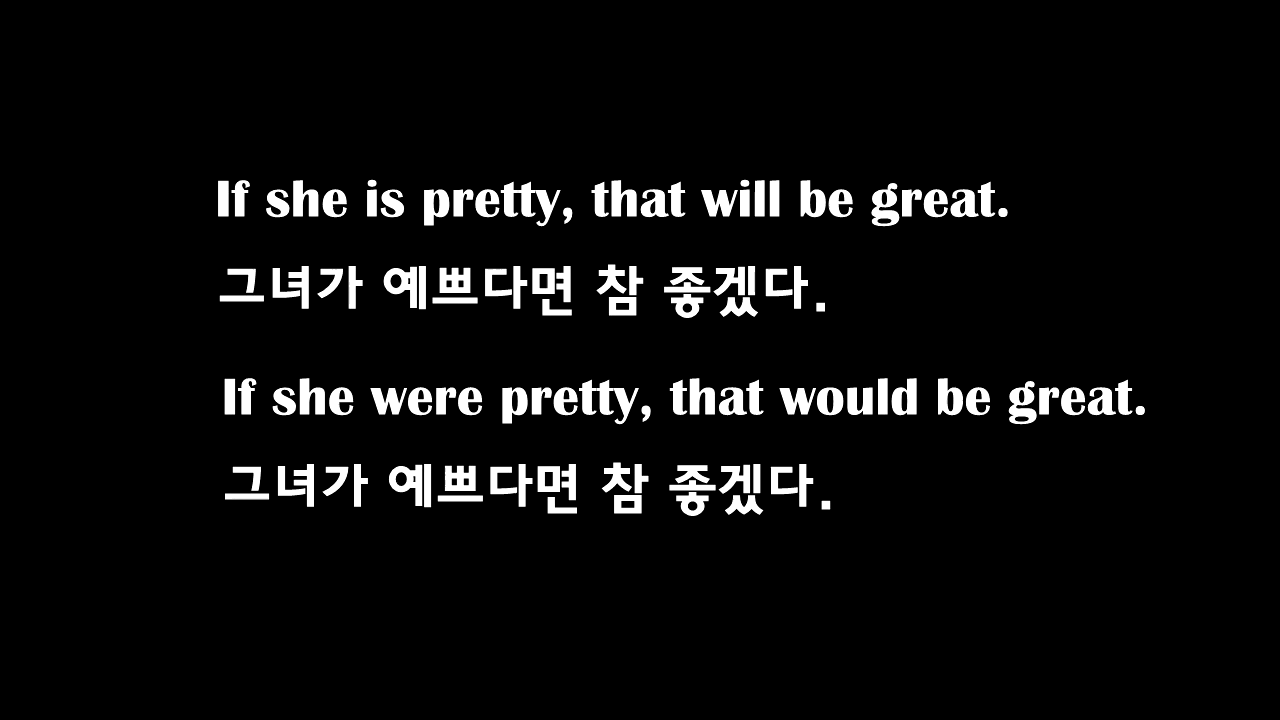 If she is pretty, that will be great.
그녀가 예쁘다면 참 좋겠다.
If she were pretty, that would be great.
그녀가 예쁘다면 참 좋겠다.